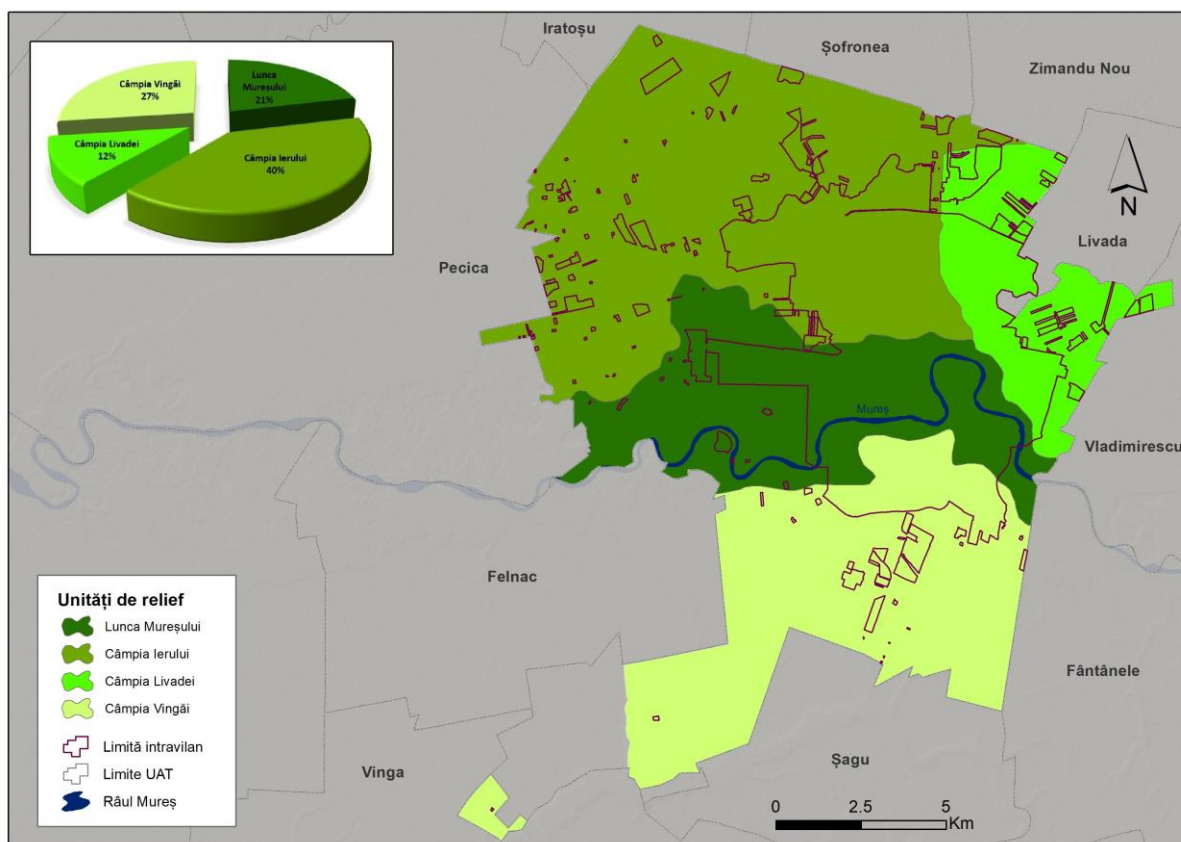 Iratoșu
Șofronea
Zimandu Nou
Câmpia Vingăi
27%
Lunca
Mureșului
21%
Câmpia Livadei
12%
Câmpia Ierului
40%
N
Livada
Pecica
Mureș
Vladimirescu
Felnac
Fântânele
Vinga
Șagu
Unități de relief
Lunca Mureșului
Câmpia Ierului
Câmpia Livadei
Câmpia Vingăi
Limită intravilan
Limite UAT
Râul Mureș
0 2.5 5
Km